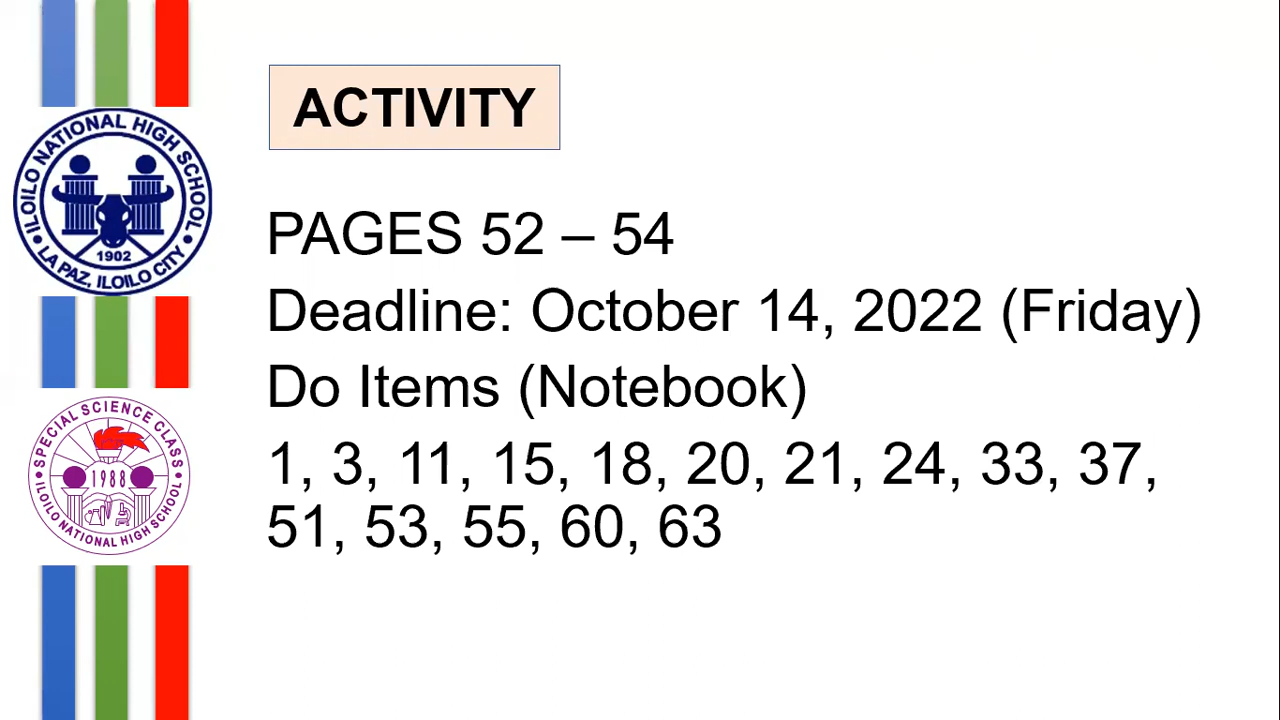 ACTIVITY
PAGES 52 – 54
Deadline: October 14, 2022 (Friday)
Do Items (Notebook)
1, 3, 11, 15, 18, 20, 21, 24, 33, 37,
51, 53, 55, 60, 63
ILOILO NATIONAL HIGH SCHOOL
1902
LA PAZ, ILOILO CITY
SPECIAL SCIENCE CLASS
1988
ILOILO NATIONAL HIGH SCHOOL